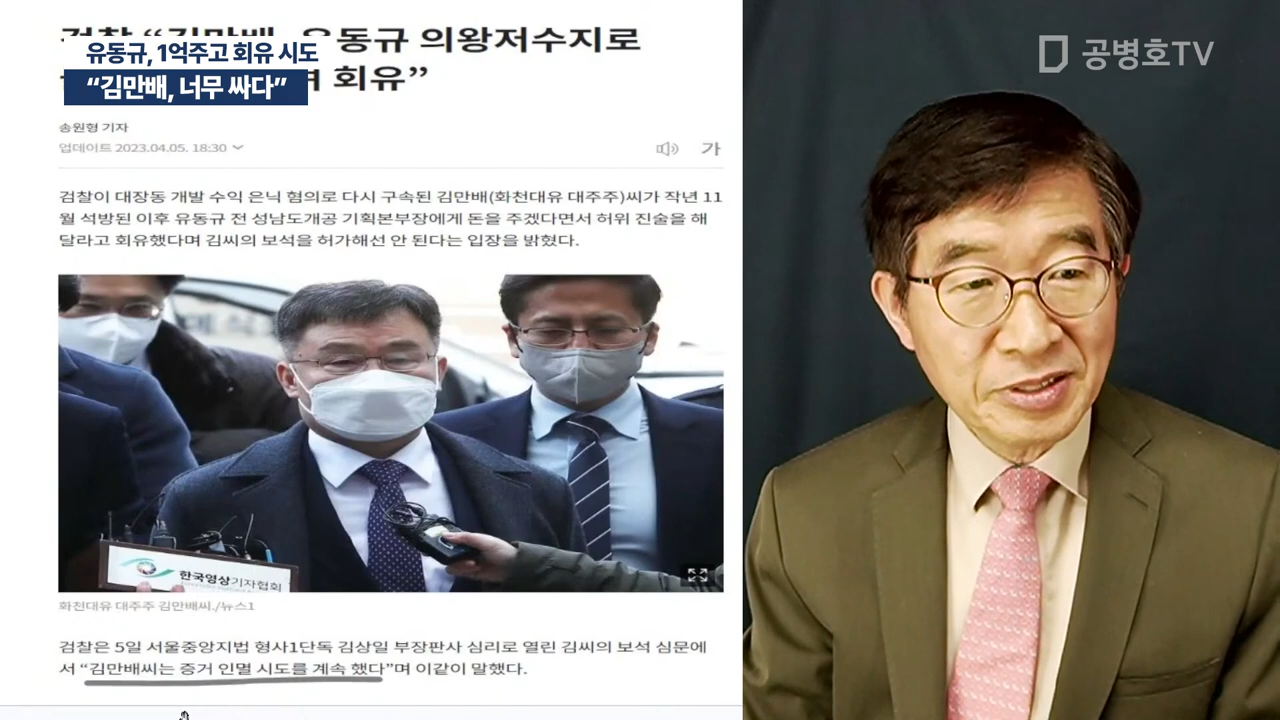 유동규 의왕저수지로
유동규, 1억주고 회유 시도
“김만배, 너무 싸다”
회유”
공병호TV
송원형 기자
업데이트 2023.04.05. 18:30
가
검찰이 대장동 개발 수익 은닉 혐의로 다시 구속된 김만배(화천대유 대주주)씨가 작년 11
월 석방된 이후 유동규 전 성남도개공 기획본부장에게 돈을 주겠다면서 허위 진술을 해
달라고 회유했다며 김씨의 보석을 허가해선 안 된다는 입장을 밝혔다.
한국영상기자협회
화천대유 대주주 김만배씨./뉴스1
검찰은 5일 서울중앙지법 형사1단독 김상일 부장판사 심리로 열린 김씨의 보석 심문에
서 “김만배씨는 증거 인멸 시도를 계속 했다”며 이같이 말했다.